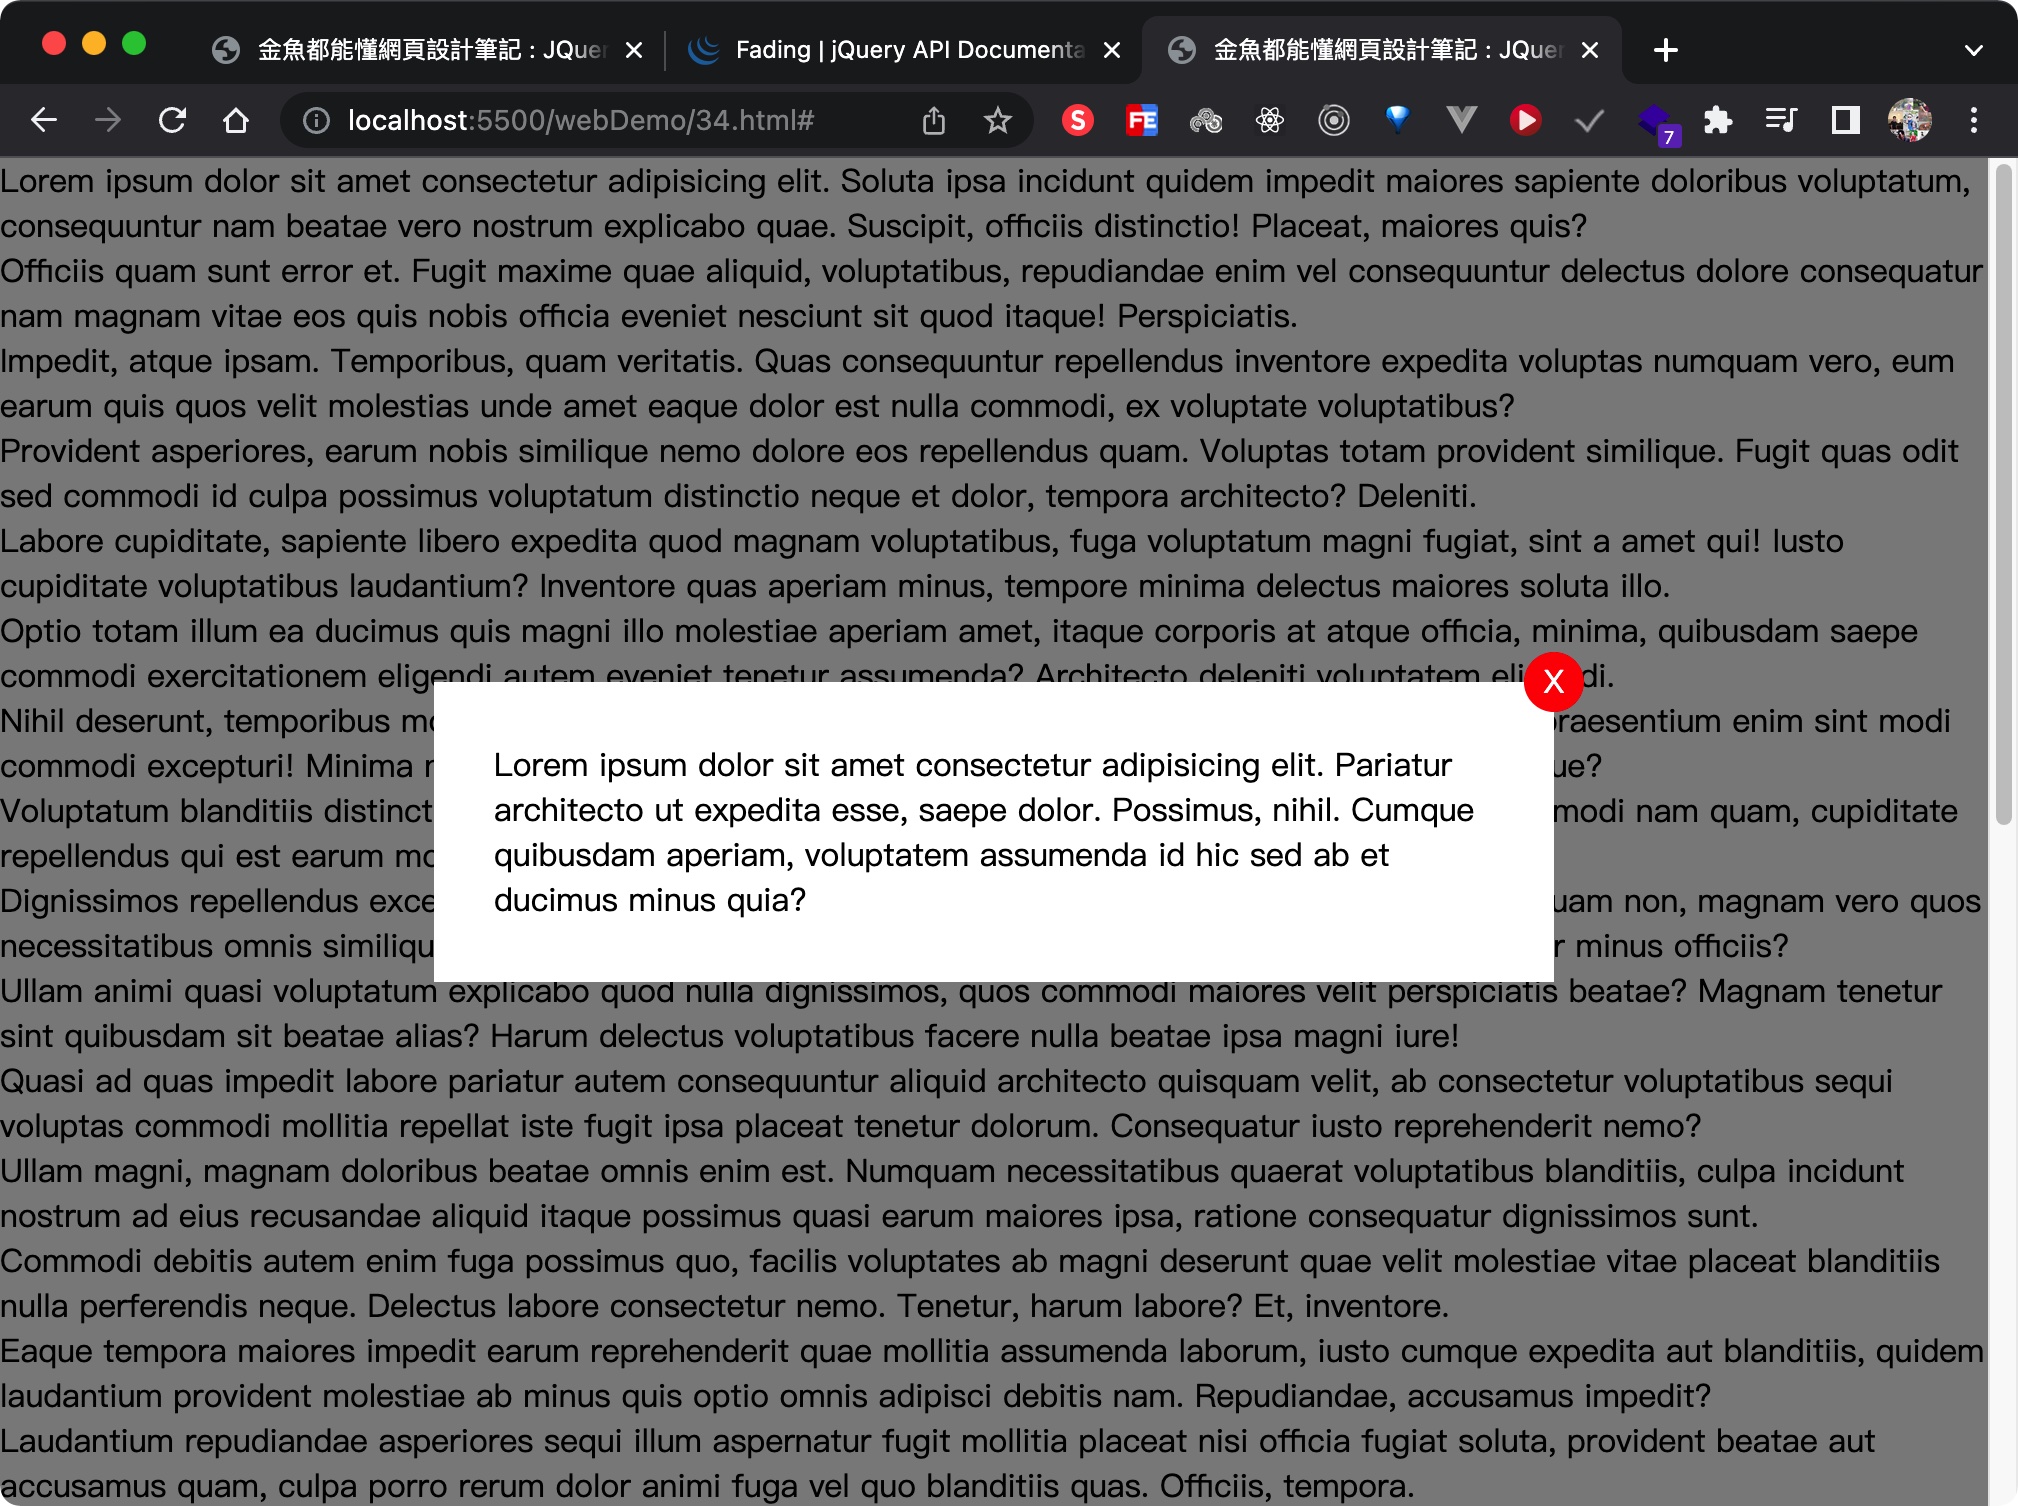 金魚都能懂網頁設計筆記 : JQuer
Fading | jQuery API Documenta
金魚都能懂網頁設計筆記 : JQuer
localhost:5500/webDemo/34.html#
S
FE
7
Lorem ipsum dolor sit amet consectetur adipisicing elit. Soluta ipsa incidunt quidem impedit maiores sapiente doloribus voluptatum,
consequuntur nam beatae vero nostrum explicabo quae. Suscipit, officiis distinctio! Placeat, maiores quis?
Officiis quam sunt error et. Fugit maxime quae aliquid, voluptatibus, repudiandae enim vel consequuntur delectus dolore consequatur
nam magnam vitae eos quis nobis officia eveniet nesciunt sit quod itaque! Perspiciatis.
Impedit, atque ipsam. Temporibus, quam veritatis. Quas consequuntur repellendus inventore expedita voluptas numquam vero, eum
earum quis quos velit molestias unde amet eaque dolor est nulla commodi, ex voluptate voluptatibus?
Provident asperiores, earum nobis similique nemo dolore eos repellendus quam. Voluptas totam provident similique. Fugit quas odit
sed commodi id culpa possimus voluptatum distinctio neque et dolor, tempora architecto? Deleniti.
Labore cupiditate, sapiente libero expedita quod magnam voluptatibus, fuga voluptatum magni fugiat, sint a amet qui! Iusto
cupiditate voluptatibus laudantium? Inventore quas aperiam minus, tempore minima delectus maiores soluta illo.
Optio totam illum ea ducimus quis magni illo molestiae aperiam amet, itaque corporis at atque officia, minima, quibusdam saepe
commodi exercitationem eligendi autem eveniet tenetur assumenda? Architecto deleniti voluptatem eli di.
X
Nihil deserunt, temporibus mo raesentium enim sint modi
commodi excepturi! Minima ue?
Voluptatum blanditiis distinct modi nam quam, cupiditate
repellendus qui est earum mo
Dignissimos repellendus exce uam non, magnam vero quos
necessitatibus omnis similiqu r minus officiis?
Lorem ipsum dolor sit amet consectetur adipisicing elit. Pariatur
architecto ut expedita esse, saepe dolor. Possimus, nihil. Cumque
quibusdam aperiam, voluptatem assumenda id hic sed ab et
ducimus minus quia?
Ullam animi quasi voluptatum explicabo quod nulla dignissimos, quos commodi maiores velit perspiciatis beatae? Magnam tenetur
sint quibusdam sit beatae alias? Harum delectus voluptatibus facere nulla beatae ipsa magni iure!
Quasi ad quas impedit labore pariatur autem consequuntur aliquid architecto quisquam velit, ab consectetur voluptatibus sequi
voluptas commodi mollitia repellat iste fugit ipsa placeat tenetur dolorum. Consequatur iusto reprehenderit nemo?
Ullam magni, magnam doloribus beatae omnis enim est. Numquam necessitatibus quaerat voluptatibus blanditiis, culpa incidunt
nostrum ad eius recusandae aliquid itaque possimus quasi earum maiores ipsa, ratione consequatur dignissimos sunt.
Commodi debitis autem enim fuga possimus quo, facilis voluptates ab magni deserunt quae velit molestiae vitae placeat blanditiis
nulla perferendis neque. Delectus labore consectetur nemo. Tenetur, harum labore? Et, inventore.
Eaque tempora maiores impedit earum reprehenderit quae mollitia assumenda laborum, iusto cumque expedita aut blanditiis, quidem
laudantium provident molestiae ab minus quis optio omnis adipisci debitis nam. Repudiandae, accusamus impedit?
Laudantium repudiandae asperiores sequi illum aspernatur fugit mollitia placeat nisi officia fugiat soluta, provident beatae aut
accusamus quam, culpa porro rerum dolor animi fuga vel quo blanditiis quas. Officiis, tempora.